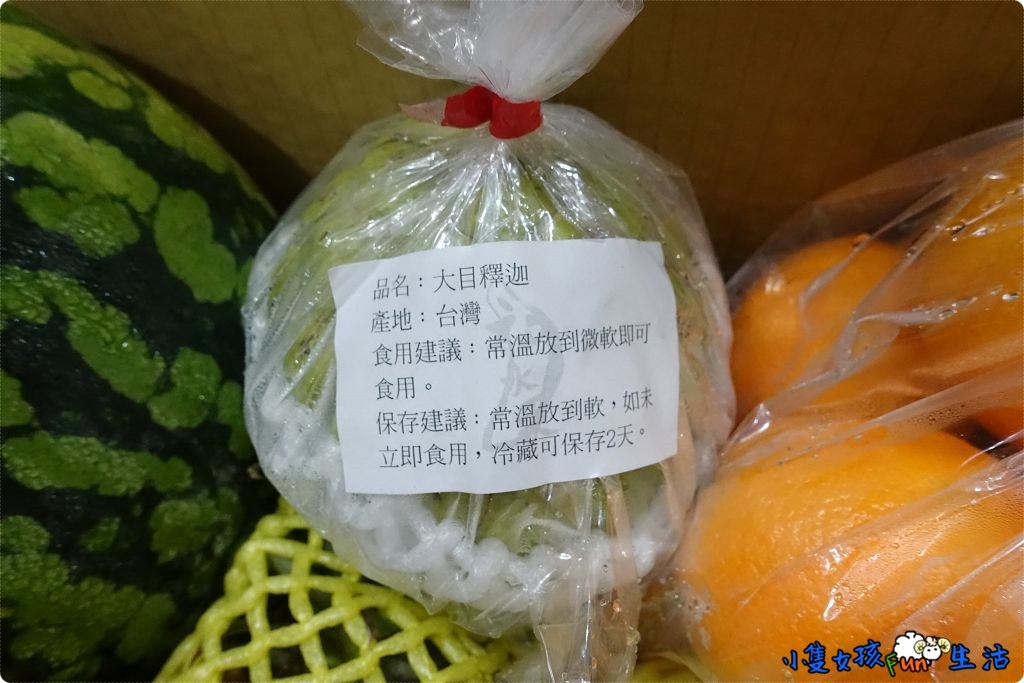 品名：大目釋迦
產地：台灣
食用建議：常溫放到微軟即可
食用。
保存建議：常溫放到軟，如未
立即食用，冷藏可保存2天。
小隻女孩Fun生活